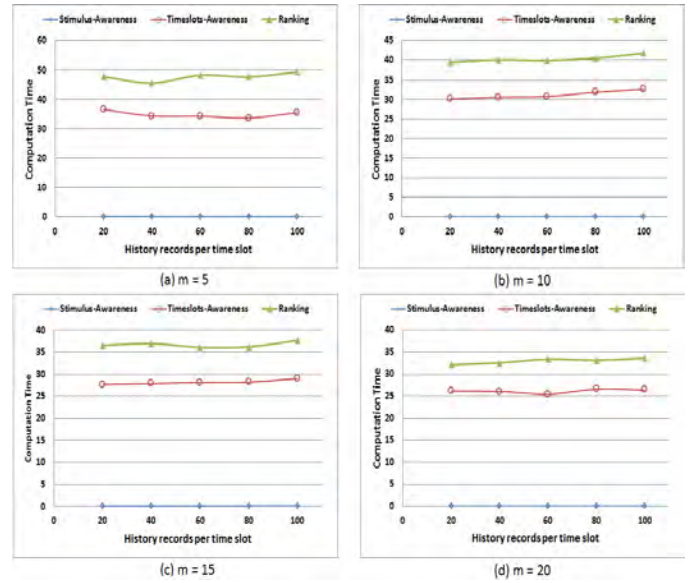 Stimulus-Awareness Timeslots-Awareness Ranking
60
50
40
30
20
10
0
Computation Time
0 20 40 60 80 100
History records per time slot
(a) m = 5
Stimulus-Awareness Timeslots-Awareness Ranking
45
40
35
30
25
20
15
10
5
0
Computation Time
0 20 40 60 80 100
History records per time slot
(b) m = 10
Stimulus-Awareness Timeslots-Awareness Ranking
40
35
30
25
20
15
10
5
0
Computation Time
0 20 40 60 80 100
History records per time slot
(c) m = 15
Stimulus-Awareness Timeslots-Awareness Ranking
40
35
30
25
20
15
10
5
0
Computation Time
0 20 40 60 80 100
History records per time slot
(d) m = 20